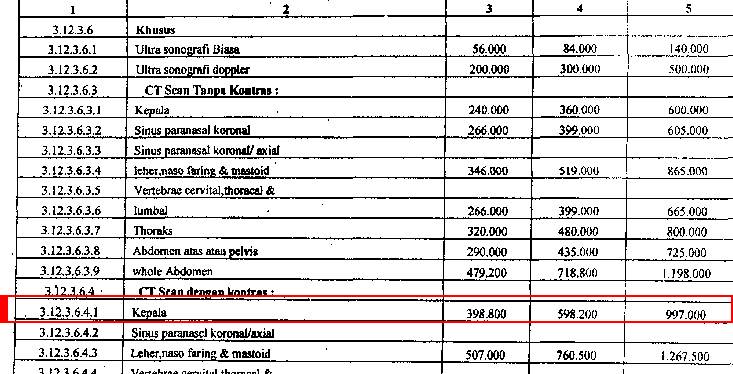 1 2 3 4 5
3.12.3.6 Khusus
3.12.3.6.1 Ultra sonografi Biasa 56.000 84.000 140.000
3.12.3.6.2 Ultra sonografi doppler 200.000 300.000 500.000
3.12.3.6.3 CT Scan Tanpa Kontras :
3.12.3.6.3.1 Kepala 240.000 360.000 600.000
3.12.3.6.3.2 Sinus paranasal koronal 266.000 399.000 605.000
3.12.3.6.3.3 Sinus paranasal koronal/ axial
3.12.3.6.3.4 leher,naso faring & mastoid 346.000 519.000 865.000
3.12.3.6.3.5 Vertebrae cervital,thoracal &
3.12.3.6.3.6 lumbal 266.000 399.000 665.000
3.12.3.6.3.7 Thoraks 320.000 480.000 800.000
3.12.3.6.3.8 Abdomen atas atau pelvis 290.000 435.000 725.000
3.12.3.6.3.9 whole Abdomen 479.200 718.800 1.198.000
3.12.3.6.4 CT Scan dengan kontras :
3.12.3.6.4.1 Kepala 398.800 598.200 997.000
3.12.3.6.4.2 Sinus paranasel koronal/axial
3.12.3.6.4.3 Leher,naso faring & mastoid 507.000 760.500 1.267.500
3.12.3.6.4.4 Vertebrae cervital thoracal &